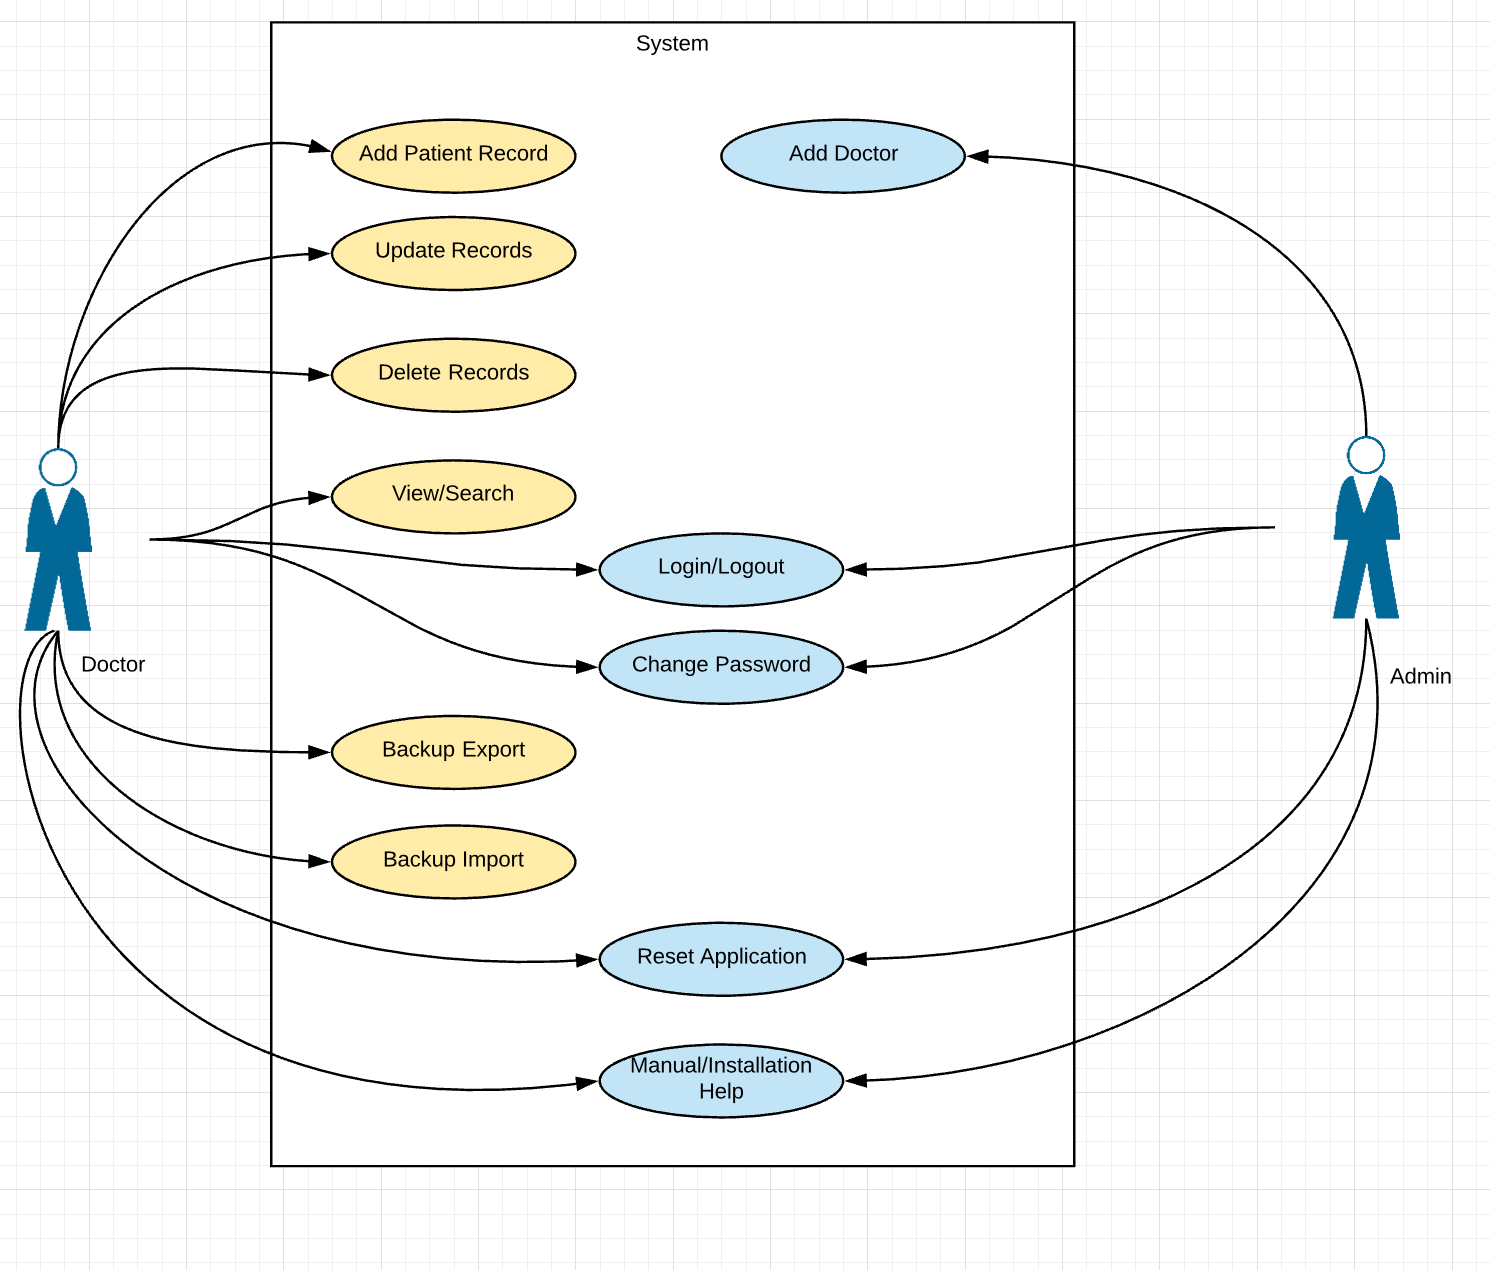 System
Add Patient Record
Add Doctor
Update Records
Delete Records
View/Search
Login/Logout
Change Password
Doctor
Admin
Backup Export
Backup Import
Reset Application
Manual/Installation
Help